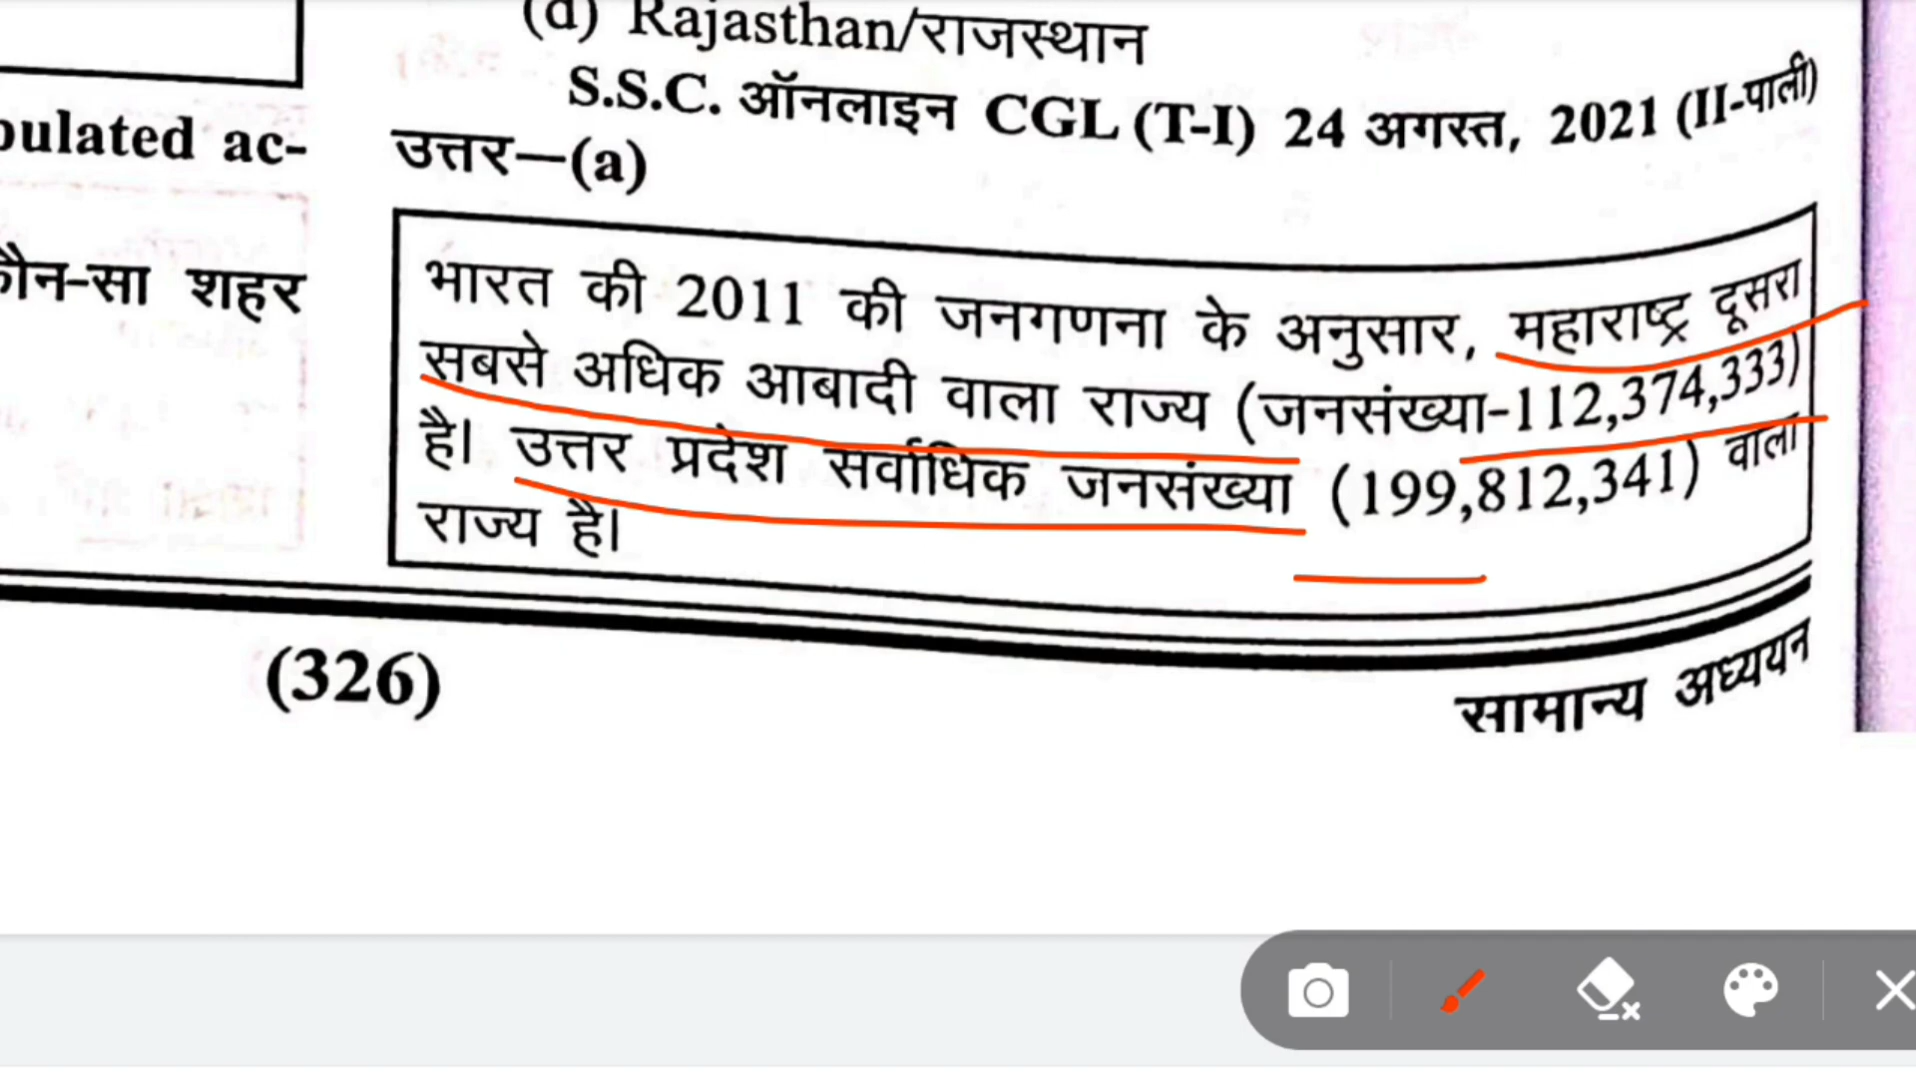 (d) Rajasthan/राजस्थान
S.S.C. ऑनलाइन CGL (T-I) 24 अगस्त, 2021 (II-पाली)
उत्तर—(a)
भारत की 2011 की जनगणना के अनुसार, महाराष्ट्र दूसरा
सबसे अधिक आबादी वाला राज्य (जनसंख्या-112,374,333)
है। उत्तर प्रदेश सर्वाधिक जनसंख्या (199,812,341) वाला
राज्य है।
pulated ac-
कौन-सा शहर
(326)
सामान्य अध्ययन